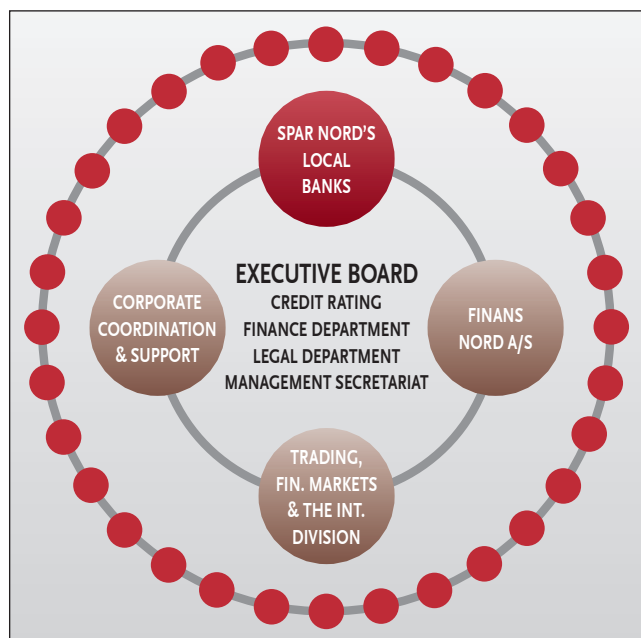 SPAR NORD'S
LOCAL
BANKS
EXECUTIVE BOARD
CREDIT RATING
FINANCE DEPARTMENT
LEGAL DEPARTMENT
MANAGEMENT SECRETARIAT
CORPORATE
COORDINATION
& SUPPORT
FINANS
NORD A/S
TRADING,
FIN. MARKETS
& THE INT.
DIVISION